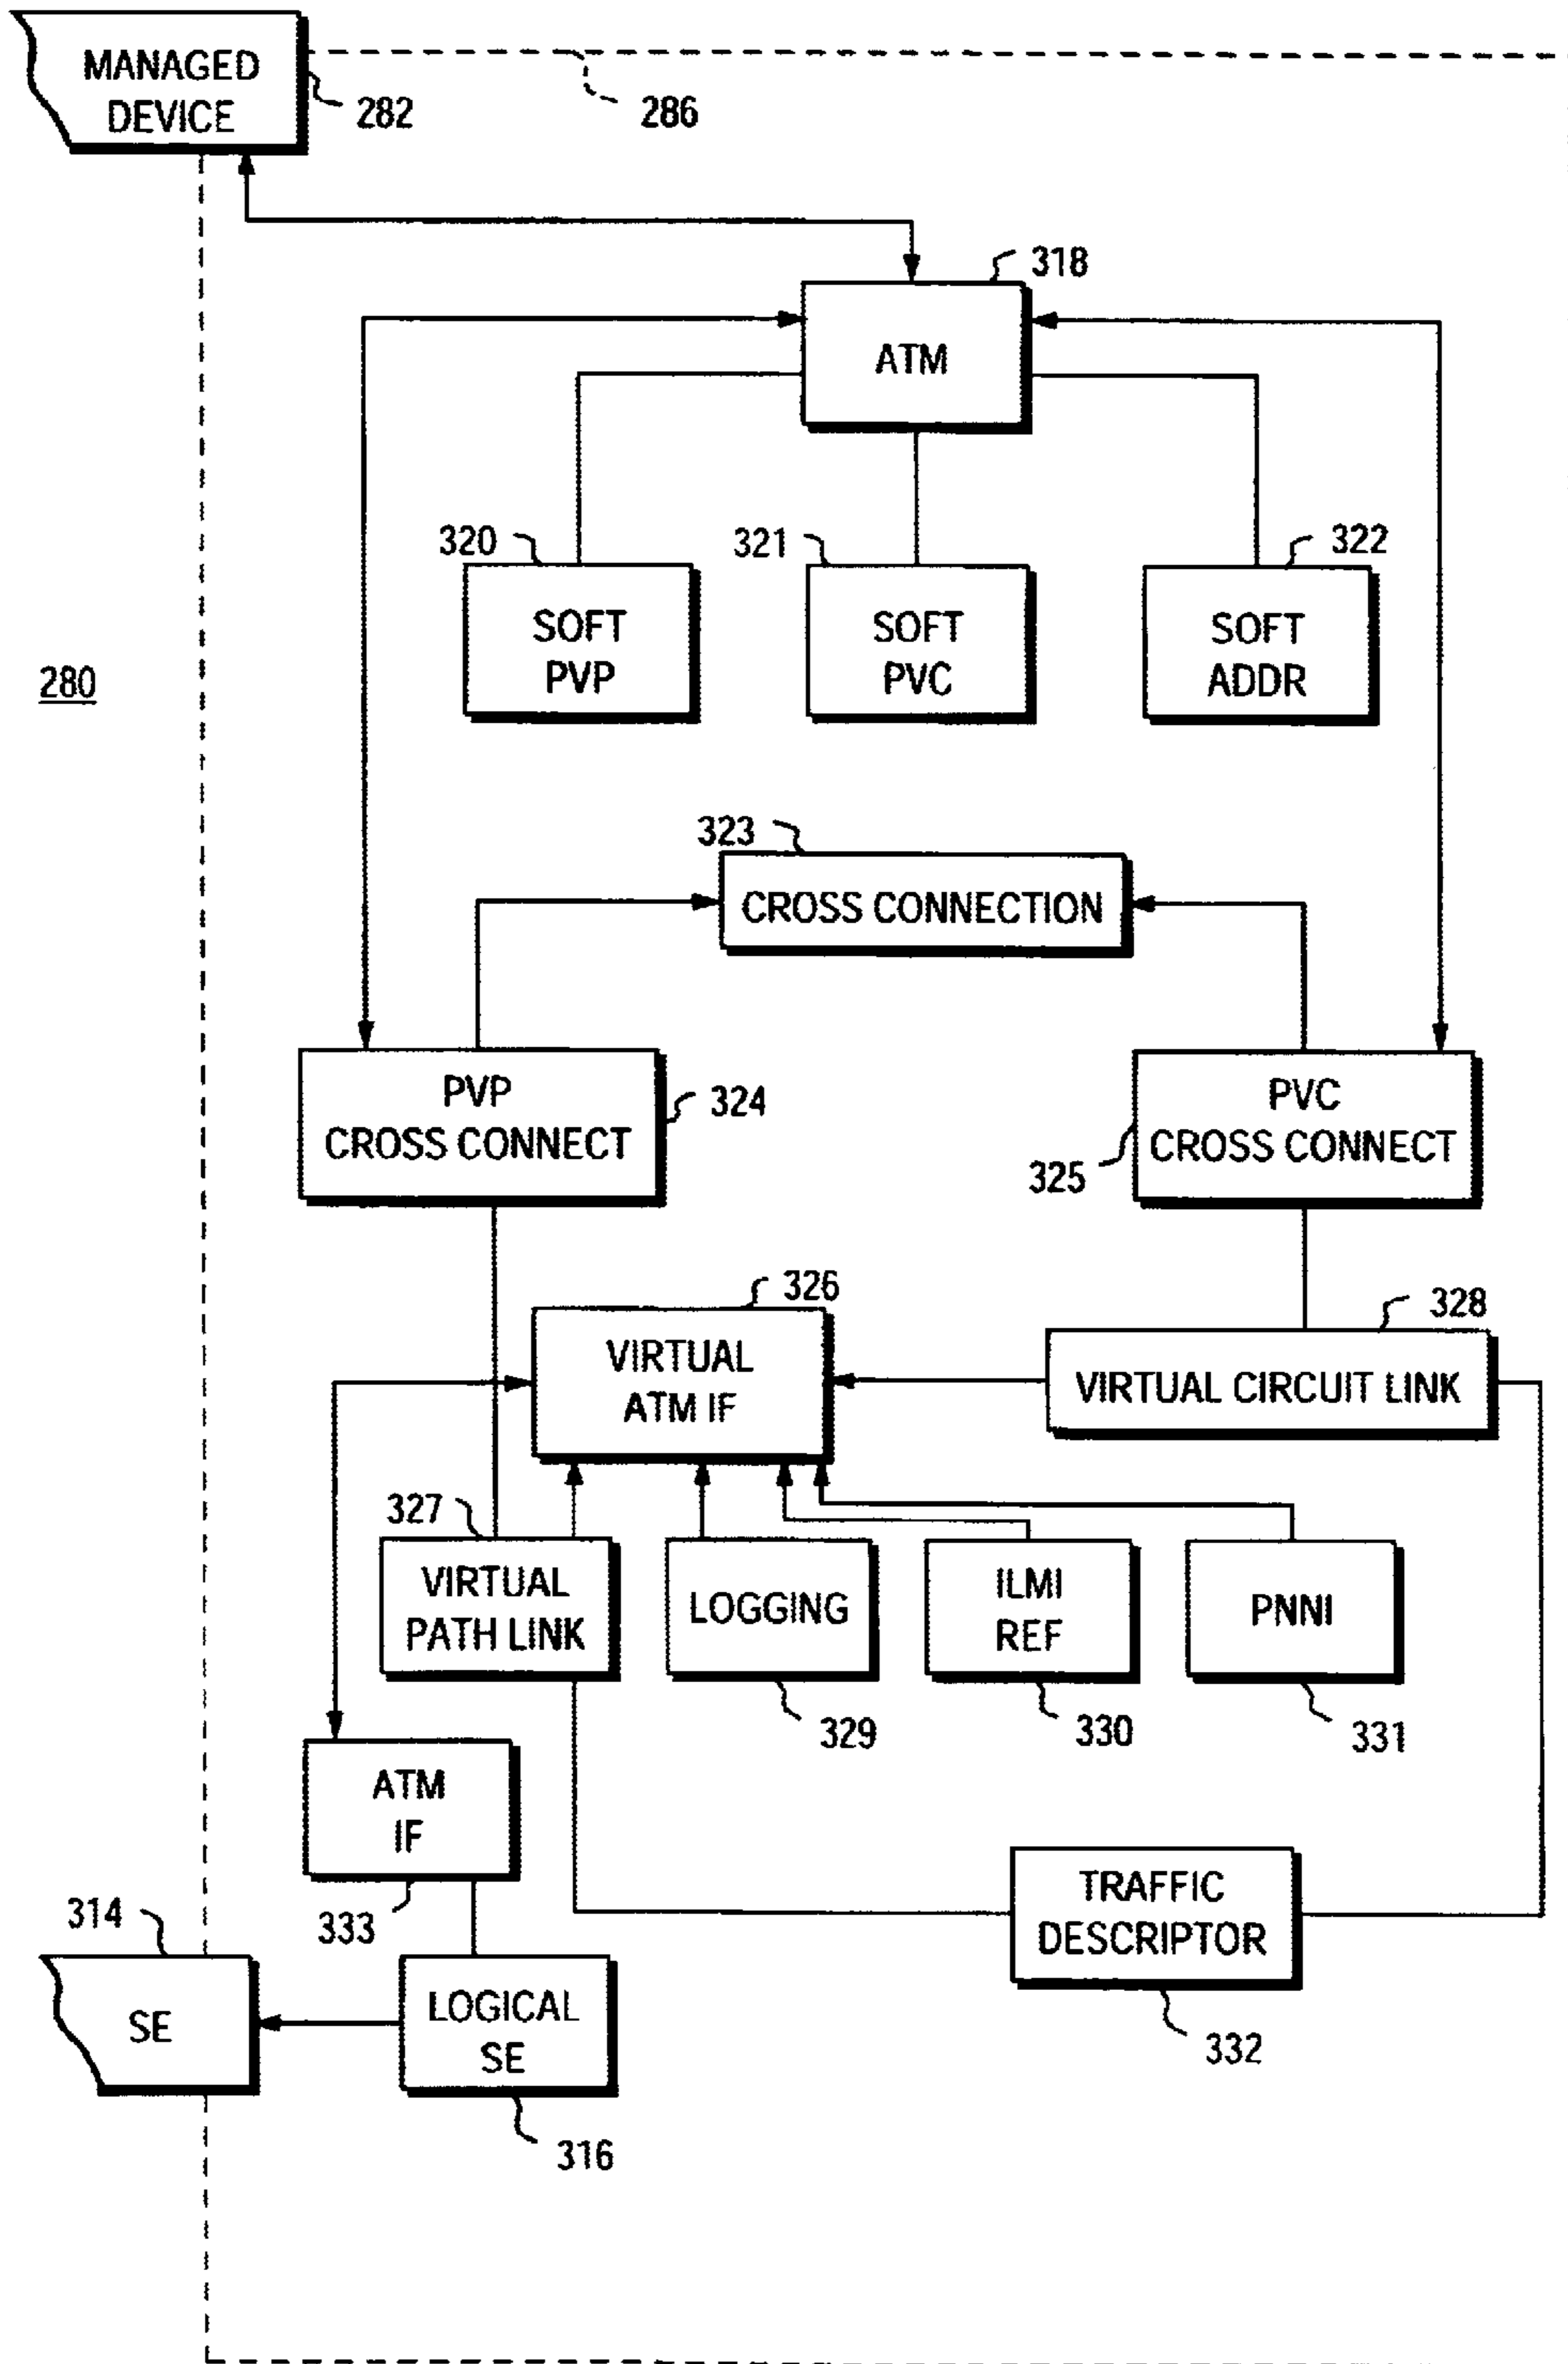 MANAGED
DEVICE
282
286
318
ATM
320
321
322
SOFT
PVP
SOFT
PVC
SOFT
ADDR
280
323
CROSS CONNECTION
PVP
CROSS CONNECT
324
PVC
CROSS CONNECT
325
326
328
VIRTUAL
ATM IF
VIRTUAL CIRCUIT LINK
327
VIRTUAL
PATH LINK
LOGGING
ILMI
REF
PNNI
329
330
331
ATM
IF
333
TRAFFIC
DESCRIPTOR
332
314
SE
LOGICAL
SE
316